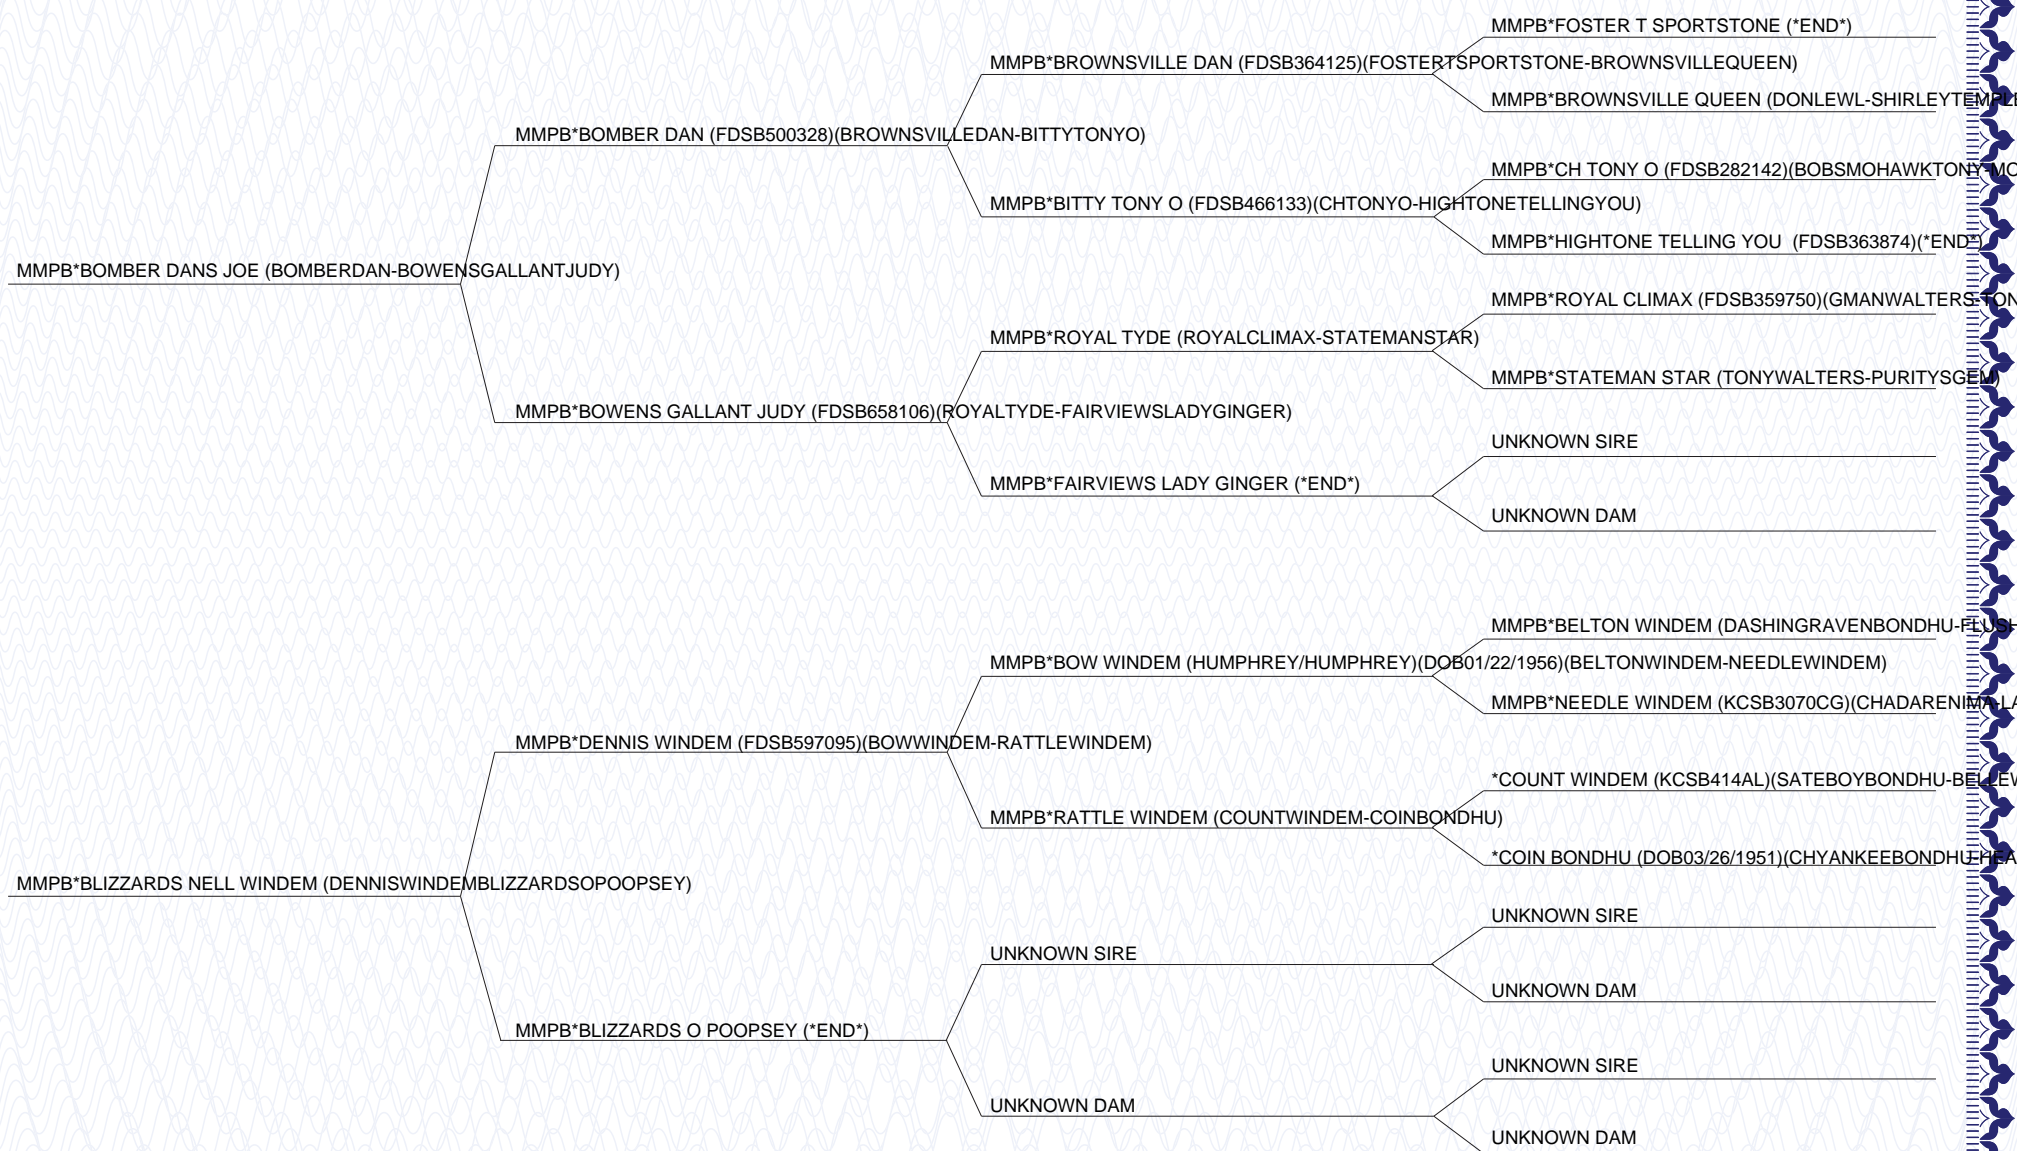 MMPB*FOSTER T SPORTSTONE (*END*)
MMPB*BROWNSVILLE DAN (FDSB364125)(FOSTERTSPORTSTONE-BROWNSVILLEQUEEN)
MMPB*BROWNSVILLE QUEEN (DONLEWL-SHIRLEYTEMPLE
MMPB*BOMBER DAN (FDSB500328)(BROWNSVILLEDAN-BITTYTONYO)
MMPB*CH TONY O (FDSB282142)(BOBSMOHAWKTONY-MO
MMPB*BITTY TONY O (FDSB466133)(CHTONYO-HIGHTONETELLINGYOU)
MMPB*HIGHTONE TELLING YOU (FDSB363874)(*END*)
MMPB*BOMBER DANS JOE (BOMBERDAN-BOWENSGALLANTJUDY)
MMPB*ROYAL CLIMAX (FDSB359750)(GMANWALTERS-TON
MMPB*ROYAL TYDE (ROYALCLIMAX-STATEMANSTAR)
MMPB*STATEMAN STAR (TONYWALTERS-PURITYSGEM)
MMPB*BOWENS GALLANT JUDY (FDSB658106)(ROYALTYDE-FAIRVIEWSLADYGINGER)
UNKNOWN SIRE
MMPB*FAIRVIEWS LADY GINGER (*END*)
UNKNOWN DAM
MMPB*BELTON WINDEM (DASHINGRAVENBONDHU-FLUSH
MMPB*BOW WINDEM (HUMPHREY/HUMPHREY)(DOB01/22/1956)(BELTONWINDEM-NEEDLEWINDEM)
MMPB*NEEDLE WINDEM (KCSB3070CG)(CHADARENIMA-LA
MMPB*DENNIS WINDEM (FDSB597095)(BOWWINDEM-RATTLEWINDEM)
*COUNT WINDEM (KCSB414AL)(SATEBOYBONDHU-BELLEW
MMPB*RATTLE WINDEM (COUNTWINDEM-COINBONDHU)
*COIN BONDHU (DOB03/26/1951)(CHYANKEEBONDHU-HEA
MMPB*BLIZZARDS NELL WINDEM (DENNISWINDEMBLIZZARDSOPOOPSEY)
UNKNOWN SIRE
UNKNOWN SIRE
UNKNOWN DAM
MMPB*BLIZZARDS O POOPSEY (*END*)
UNKNOWN SIRE
UNKNOWN DAM
UNKNOWN DAM